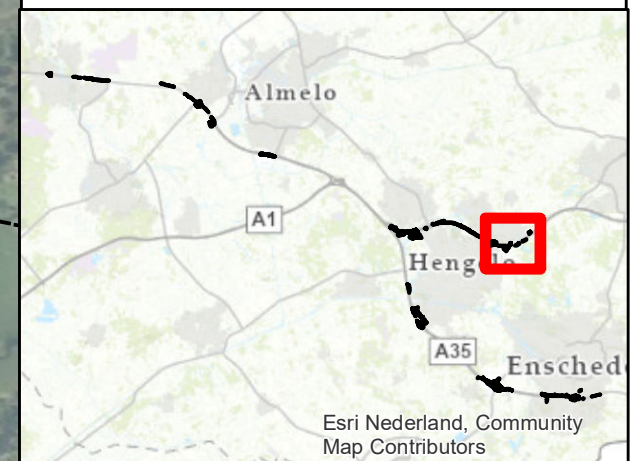 Almelo
A1
Hengelo
A35
Enschede
Esri Nederland, Community
Map Contributors